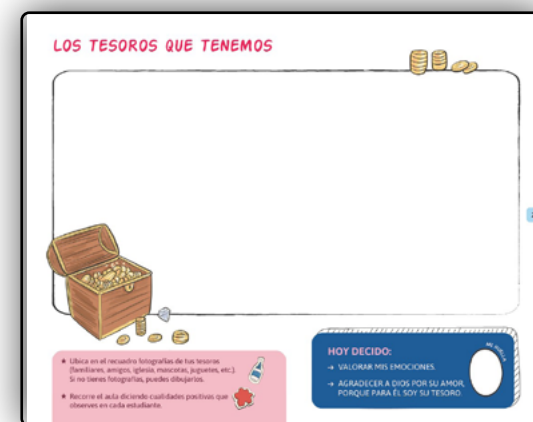 LOS TESOROS QUE TENEMOS
★ Ubica en el recuadro fotografías de tus tesoros
(familiares, amigos, iglesia, mascotas, juguetes, etc.).
Si no tienes fotografías, puedes dibujarlos.
★ Recorre el aula diciendo cualidades positivas que
observes en cada estudiante.
HOY DECIDO:
→ VALORAR MIS EMOCIONES.
→ AGRADECER A DIOS POR SU AMOR,
PORQUE PARA ÉL SOY SU TESORO.
MI HUELLA